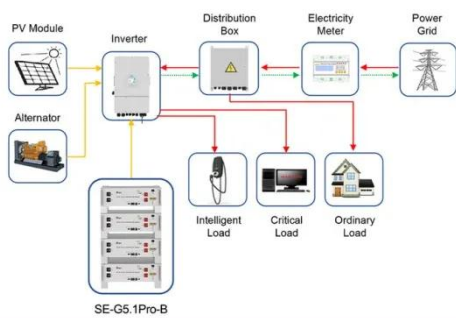 PV Module
Inverter
Distribution
Box
Electricity
Meter
Power
Grid
Alternator
Intelligent
Load
Critical
Load
Ordinary
Load
SE-G5.1Pro-B